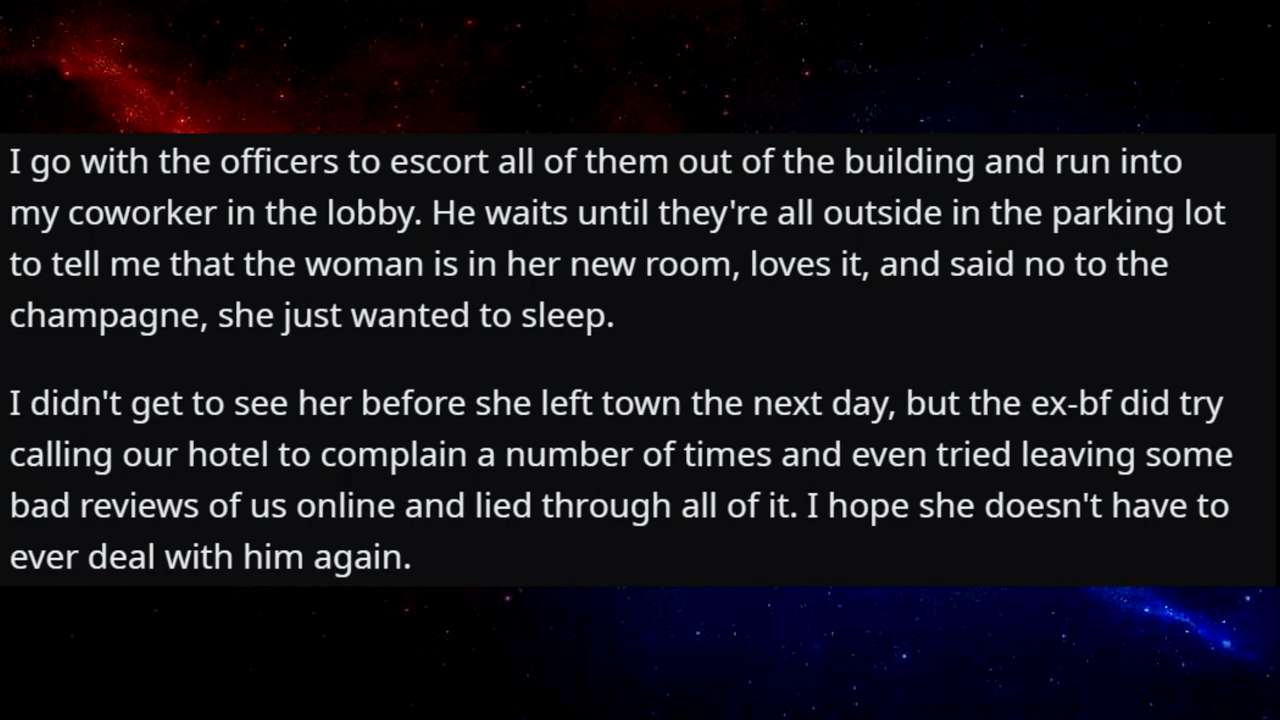 I go with the officers to escort all of them out of the building and run into
my coworker in the lobby. He waits until they're all outside in the parking lot
to tell me that the woman is in her new room, loves it, and said no to the
champagne, she just wanted to sleep.
I didn't get to see her before she left town the next day, but the ex-bf did try
calling our hotel to complain a number of times and even tried leaving some
bad reviews of us online and lied through all of it. I hope she doesn't have to
ever deal with him again.